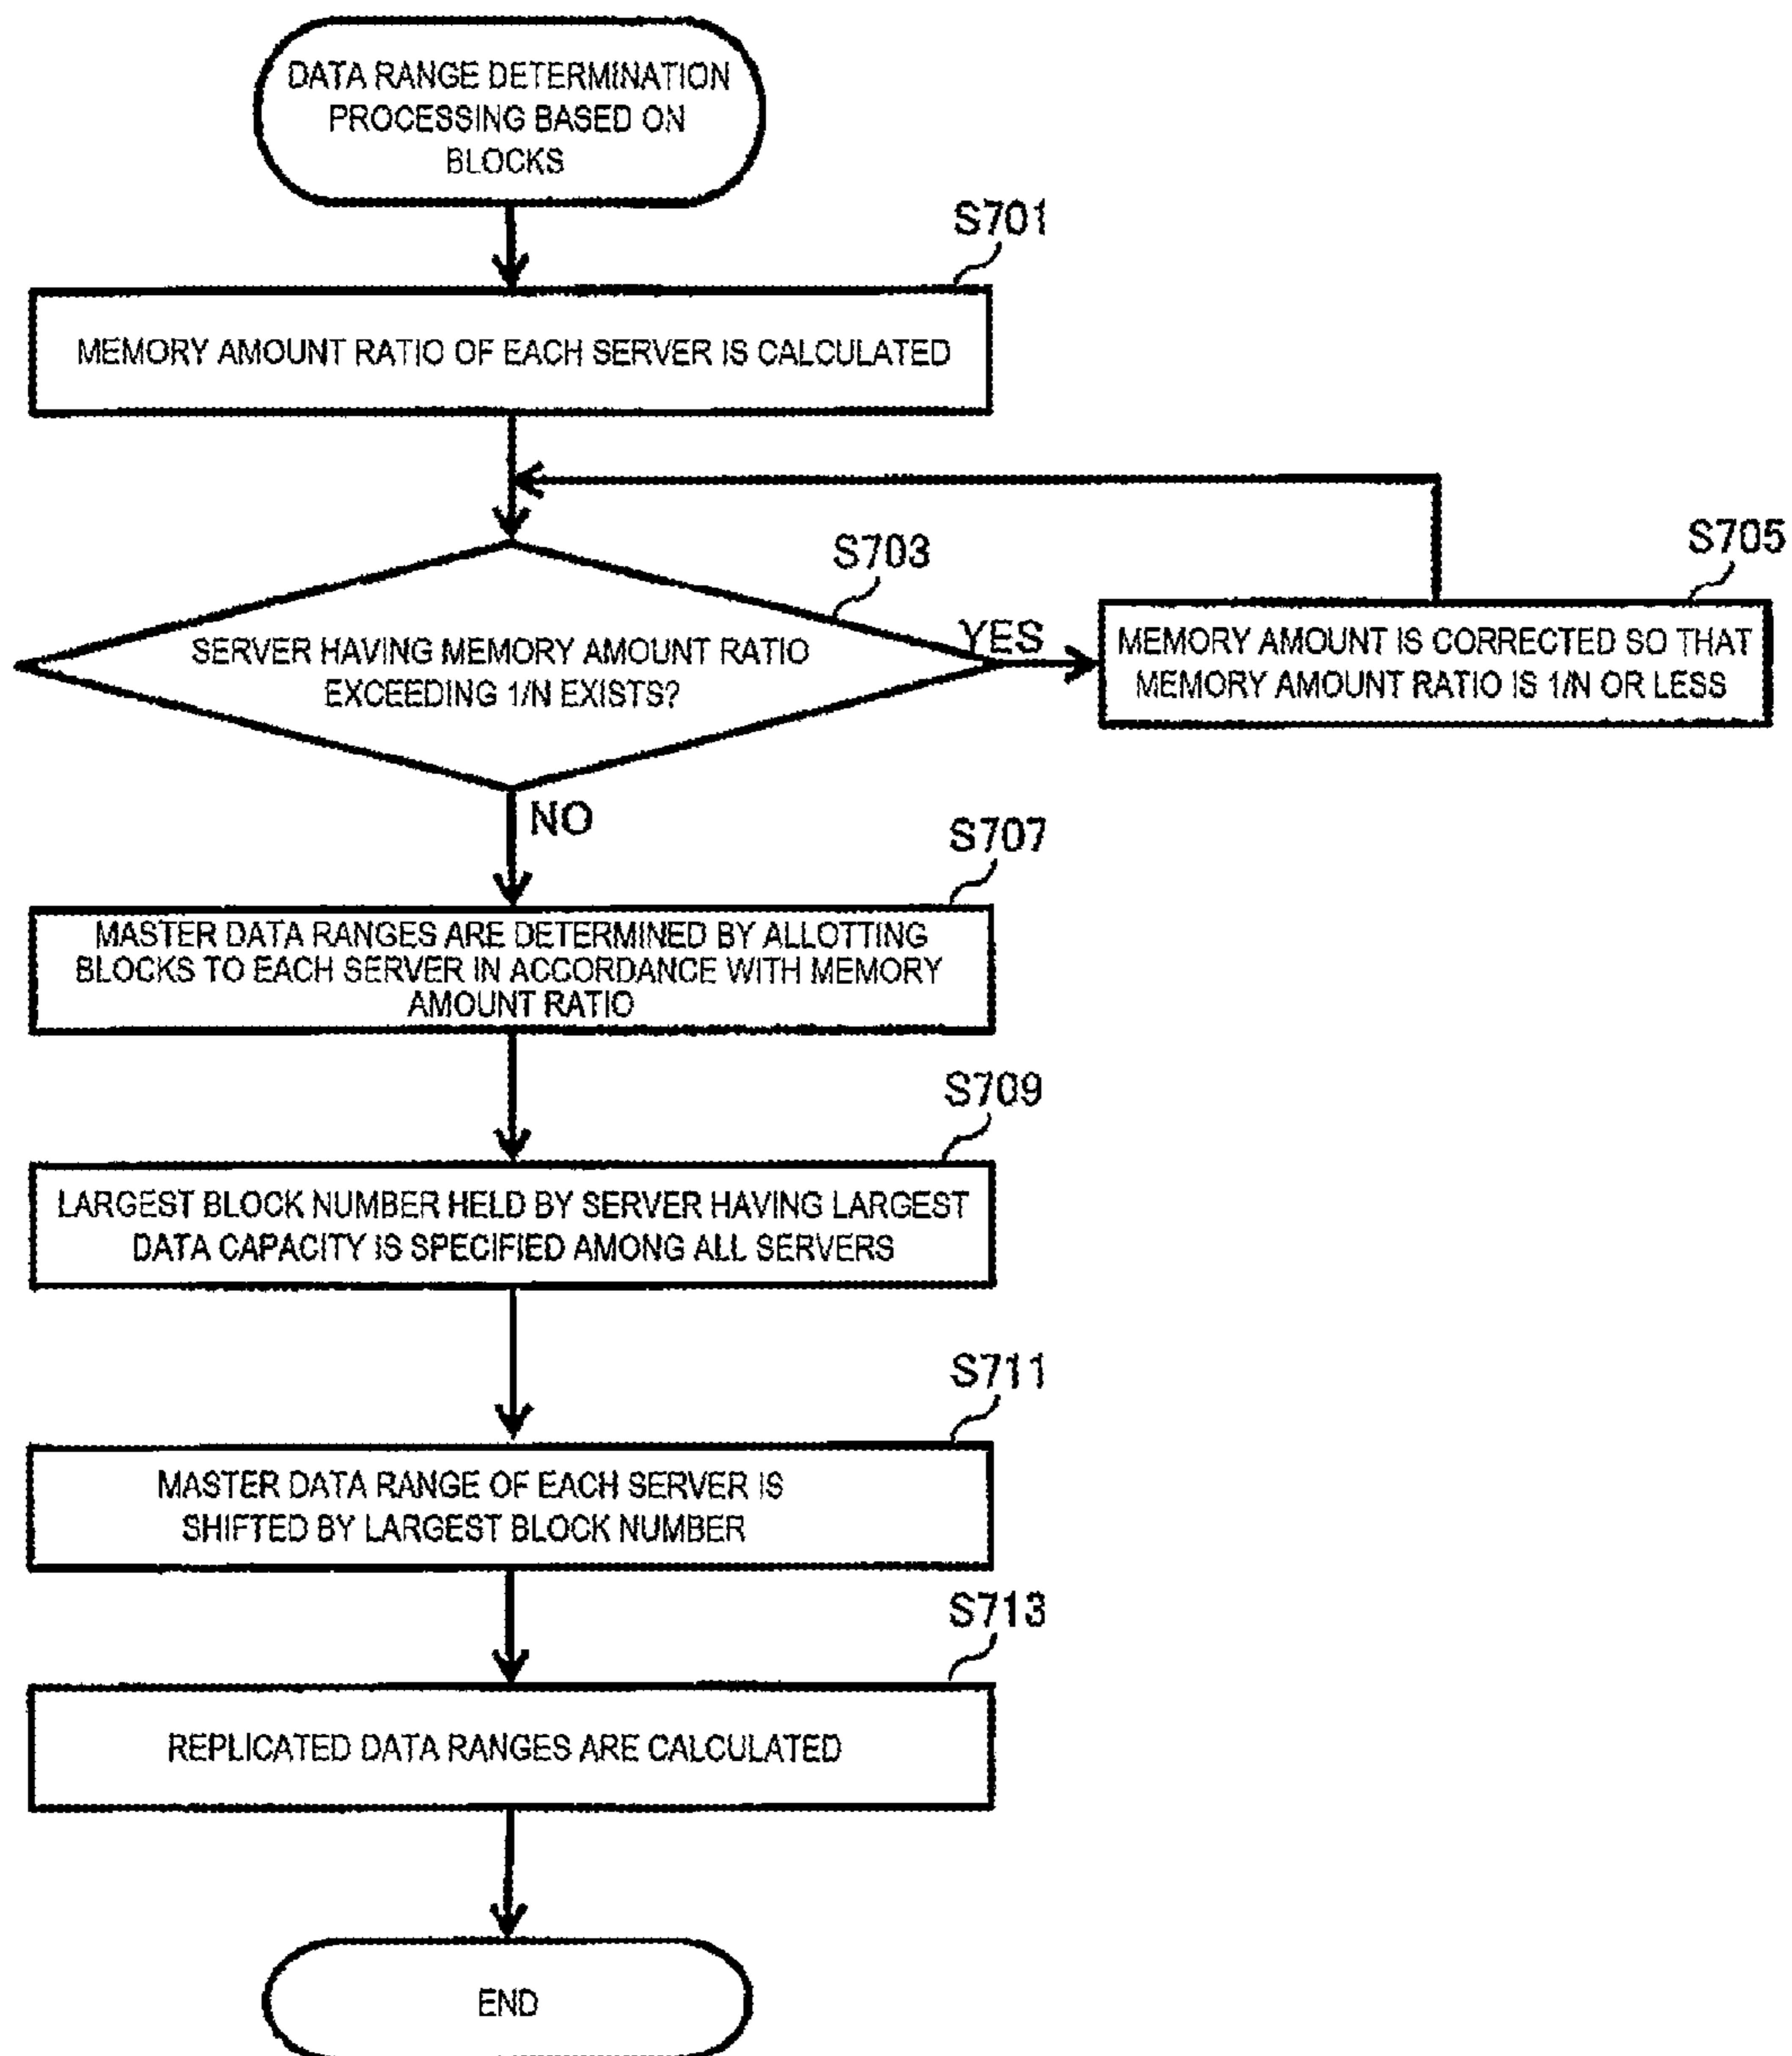 DATA RANGE DETERMINATION
PROCESSING BASED ON
BLOCKS
S701
MEMORY AMOUNT RATIO OF EACH SERVER IS CALCULATED
S703
SERVER HAVING MEMORY AMOUNT RATIO
EXCEEDING 1/N EXISTS?
YES
S705
MEMORY AMOUNT IS CORRECTED SO THAT
MEMORY AMOUNT RATIO IS 1/N OR LESS
NO
S707
MASTER DATA RANGES ARE DETERMINED BY ALLOTTING
BLOCKS TO EACH SERVER IN ACCORDANCE WITH MEMORY
AMOUNT RATIO
S709
LARGEST BLOCK NUMBER HELD BY SERVER HAVING LARGEST
DATA CAPACITY IS SPECIFIED AMONG ALL SERVERS
S711
MASTER DATA RANGE OF EACH SERVER IS
SHIFTED BY LARGEST BLOCK NUMBER
S713
REPLICATED DATA RANGES ARE CALCULATED
END